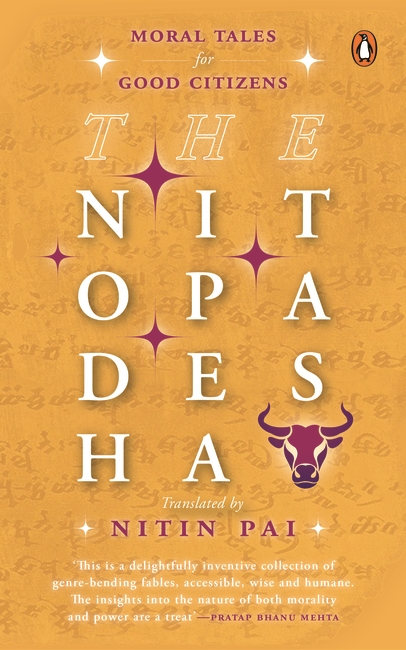 MORAL TALES
for
GOOD CITIZENS
THE
NIT
OPA
DES
HA
Translated by
NITIN PAI
‘This is a delightfully inventive collection of
genre-bending fables, accessible, wise and humane.
The insights into the nature of both morality
and power are a treat’—PRATAP BHANU MEHTA